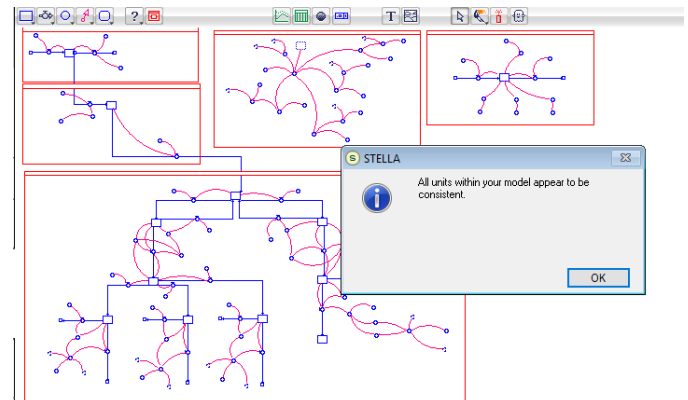 ?
T
S STELLA
All units within your model appear to be
consistent.
OK